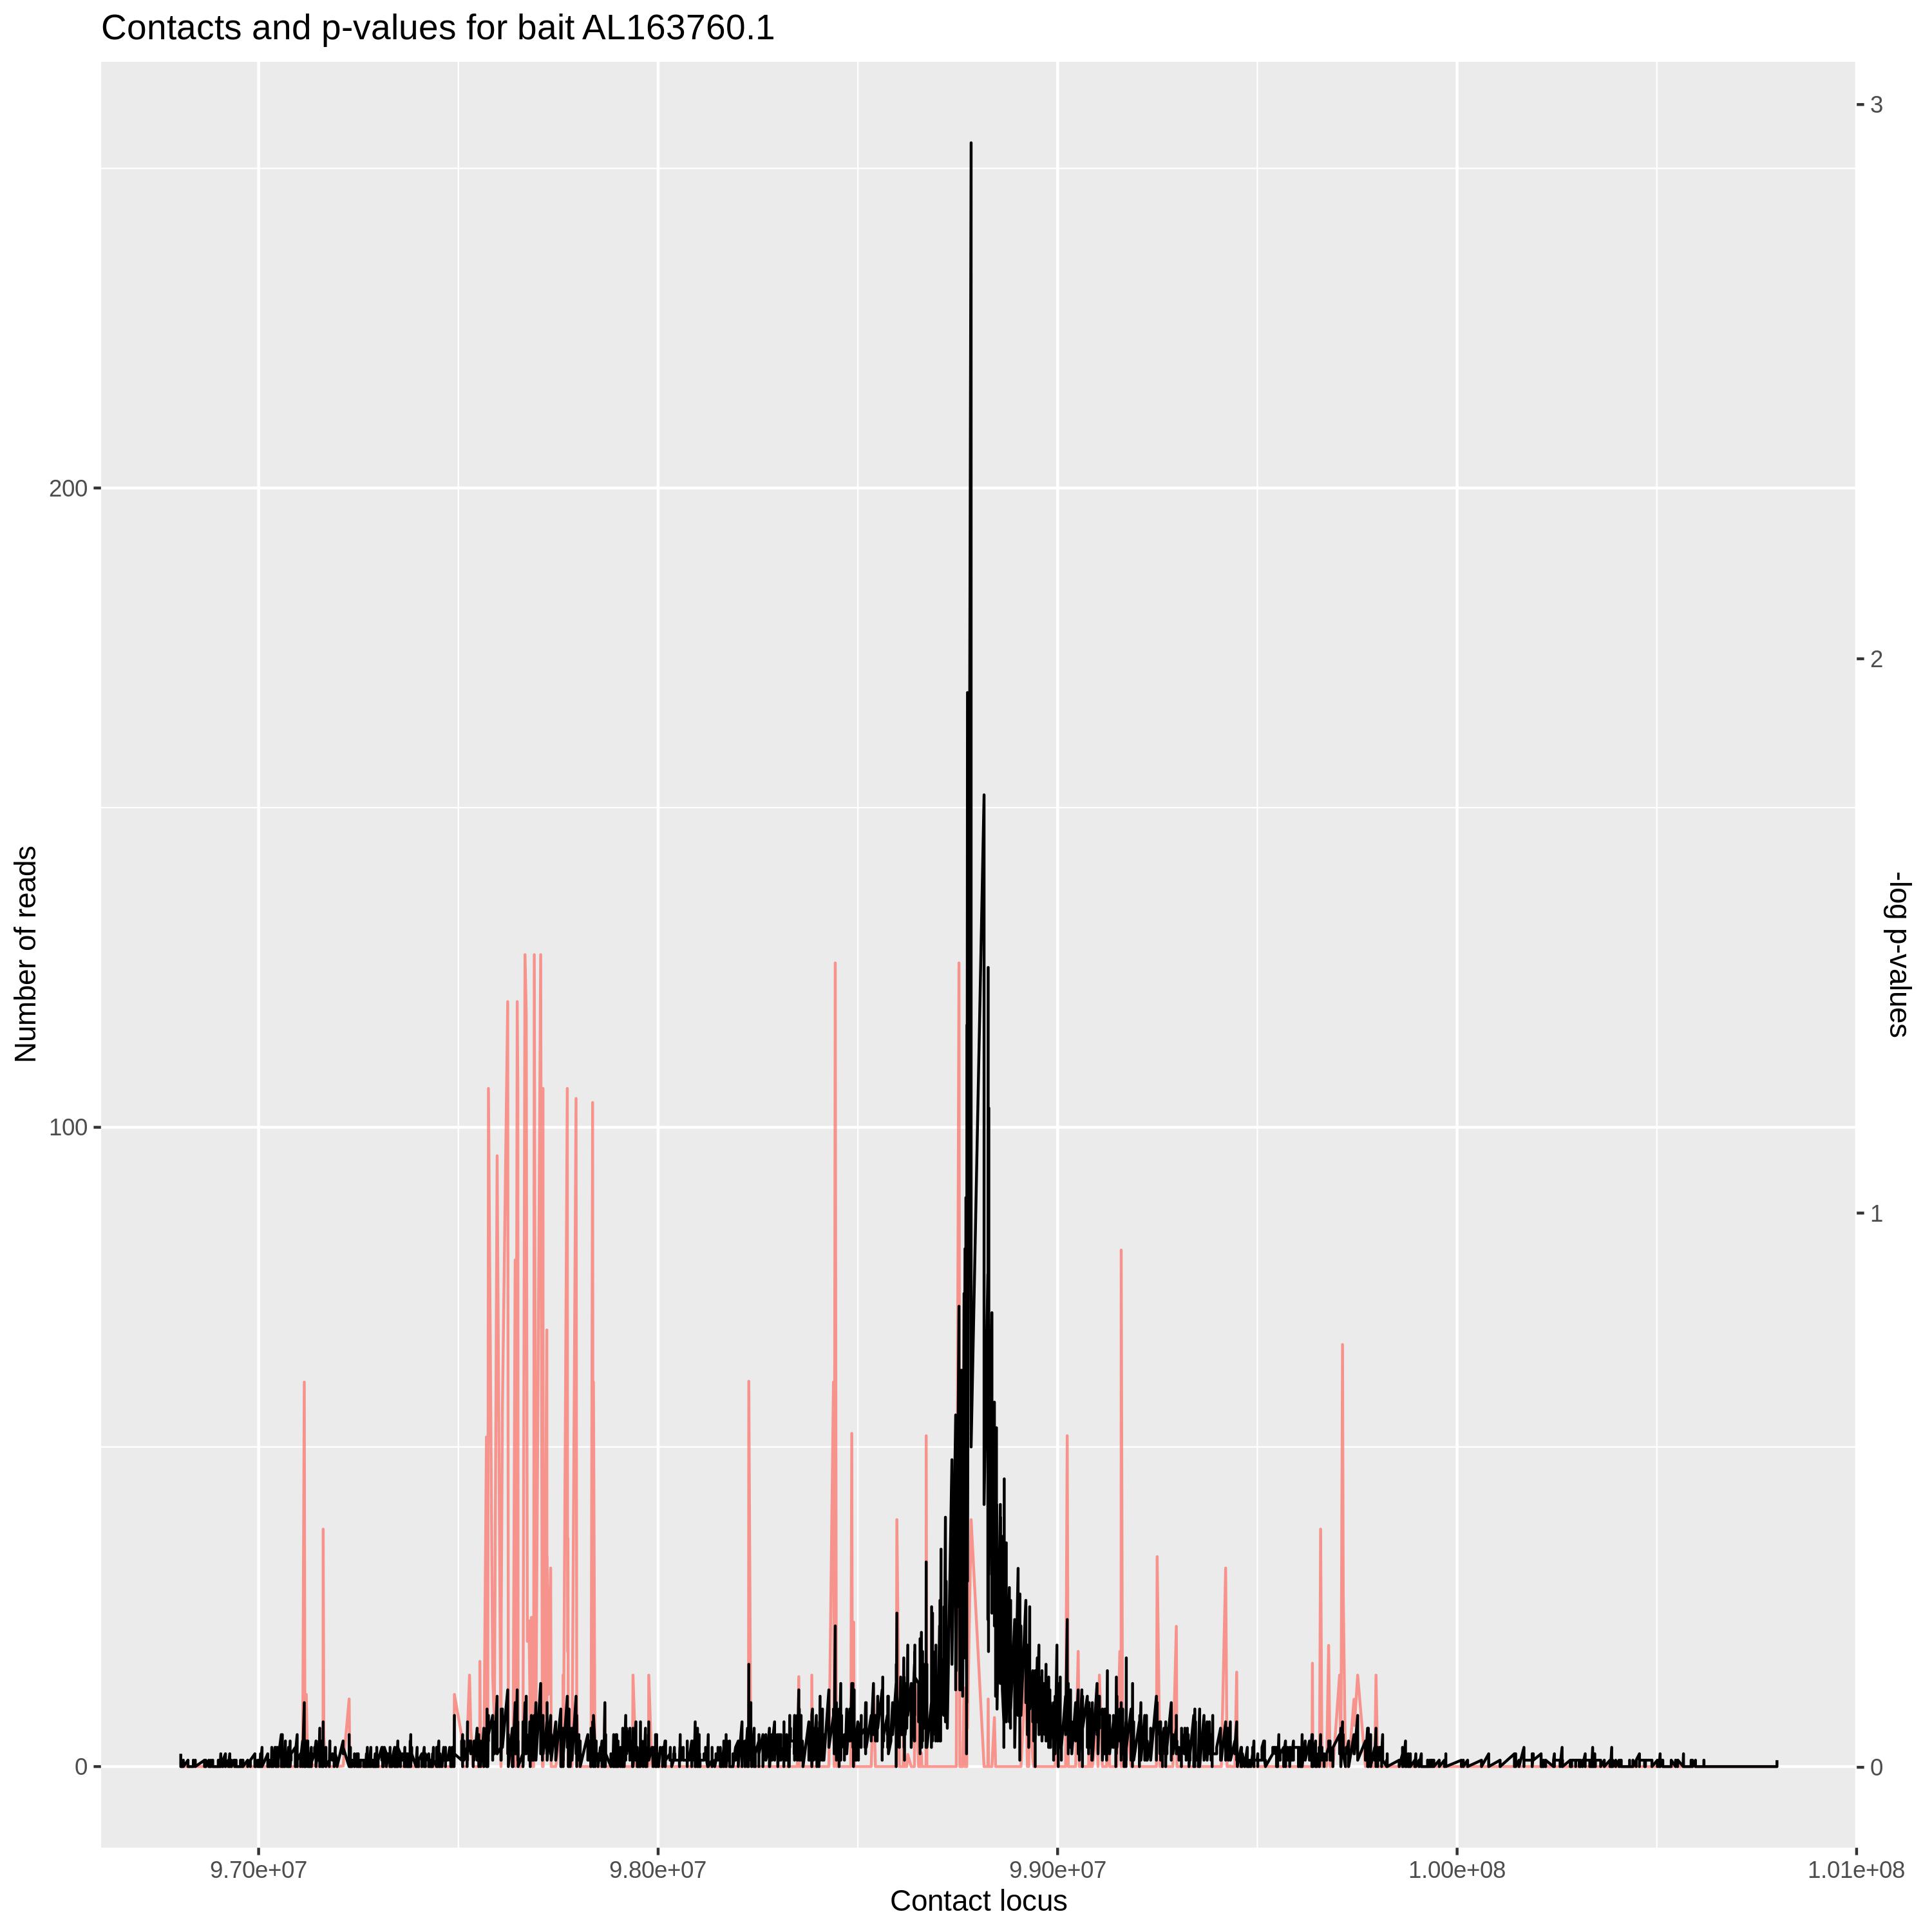 Contacts and p-values for bait AL163760.1
Number of reads
200
100
0
3
2
1
0
-log p-values
9.70e+07 9.80e+07 9.90e+07 1.00e+08 1.01e+08
Contact locus